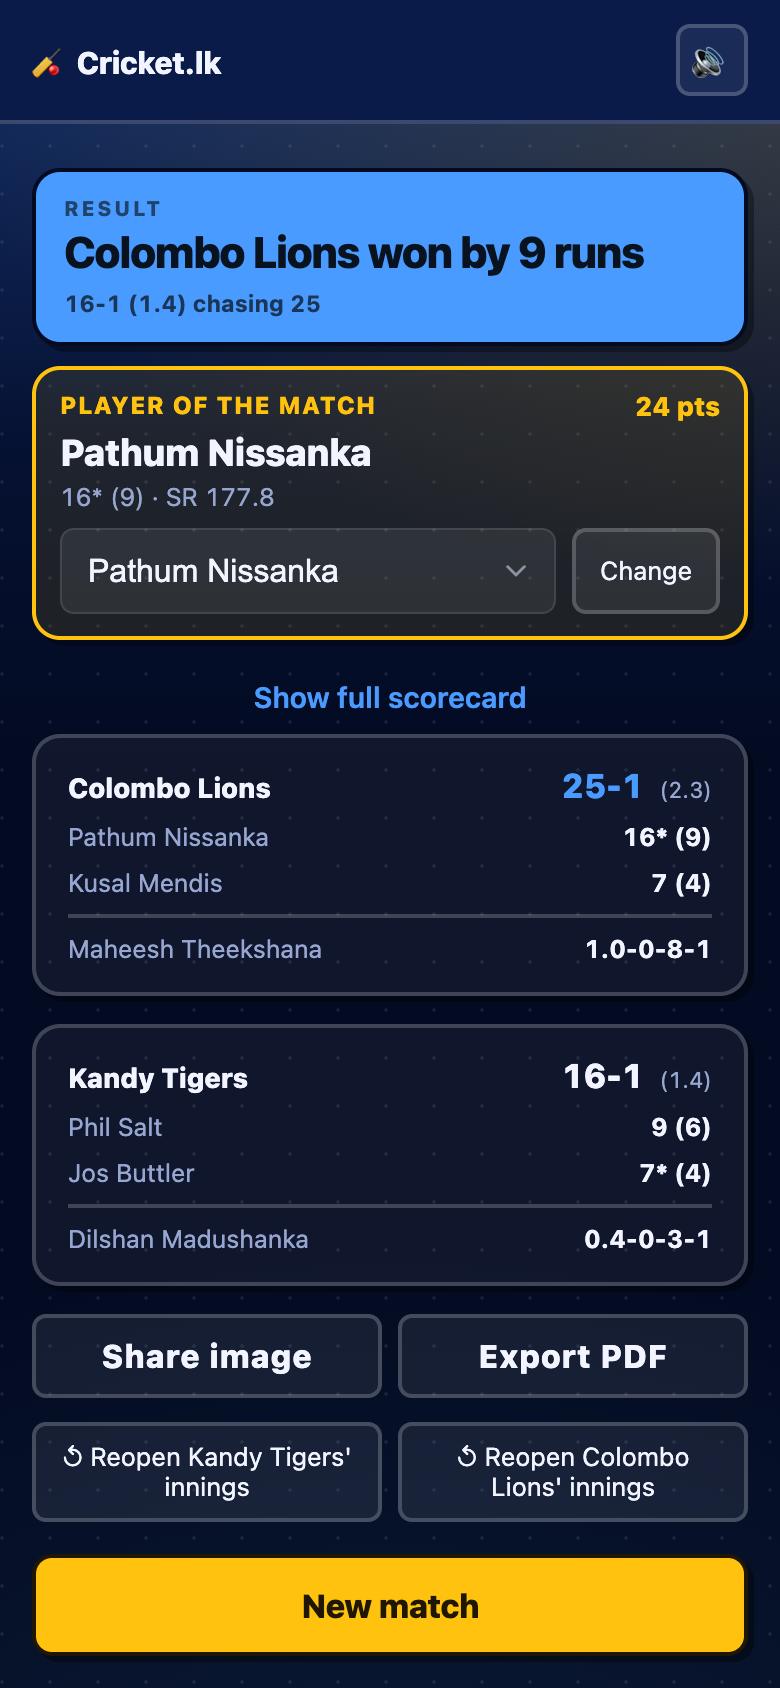 Cricket.lk
RESULT
Colombo Lions won by 9 runs
16-1 (1.4) chasing 25
PLAYER OF THE MATCH 24 pts
Pathum Nissanka
16* (9) · SR 177.8
Pathum Nissanka
Change
Show full scorecard
Colombo Lions 25-1 (2.3)
Pathum Nissanka 16* (9)
Kusal Mendis 7 (4)
Maheesh Theekshana 1.0-0-8-1
Kandy Tigers 16-1 (1.4)
Phil Salt 9 (6)
Jos Buttler 7* (4)
Dilshan Madushanka 0.4-0-3-1
Share image
Export PDF
Reopen Kandy Tigers'
innings
Reopen Colombo
Lions' innings
New match